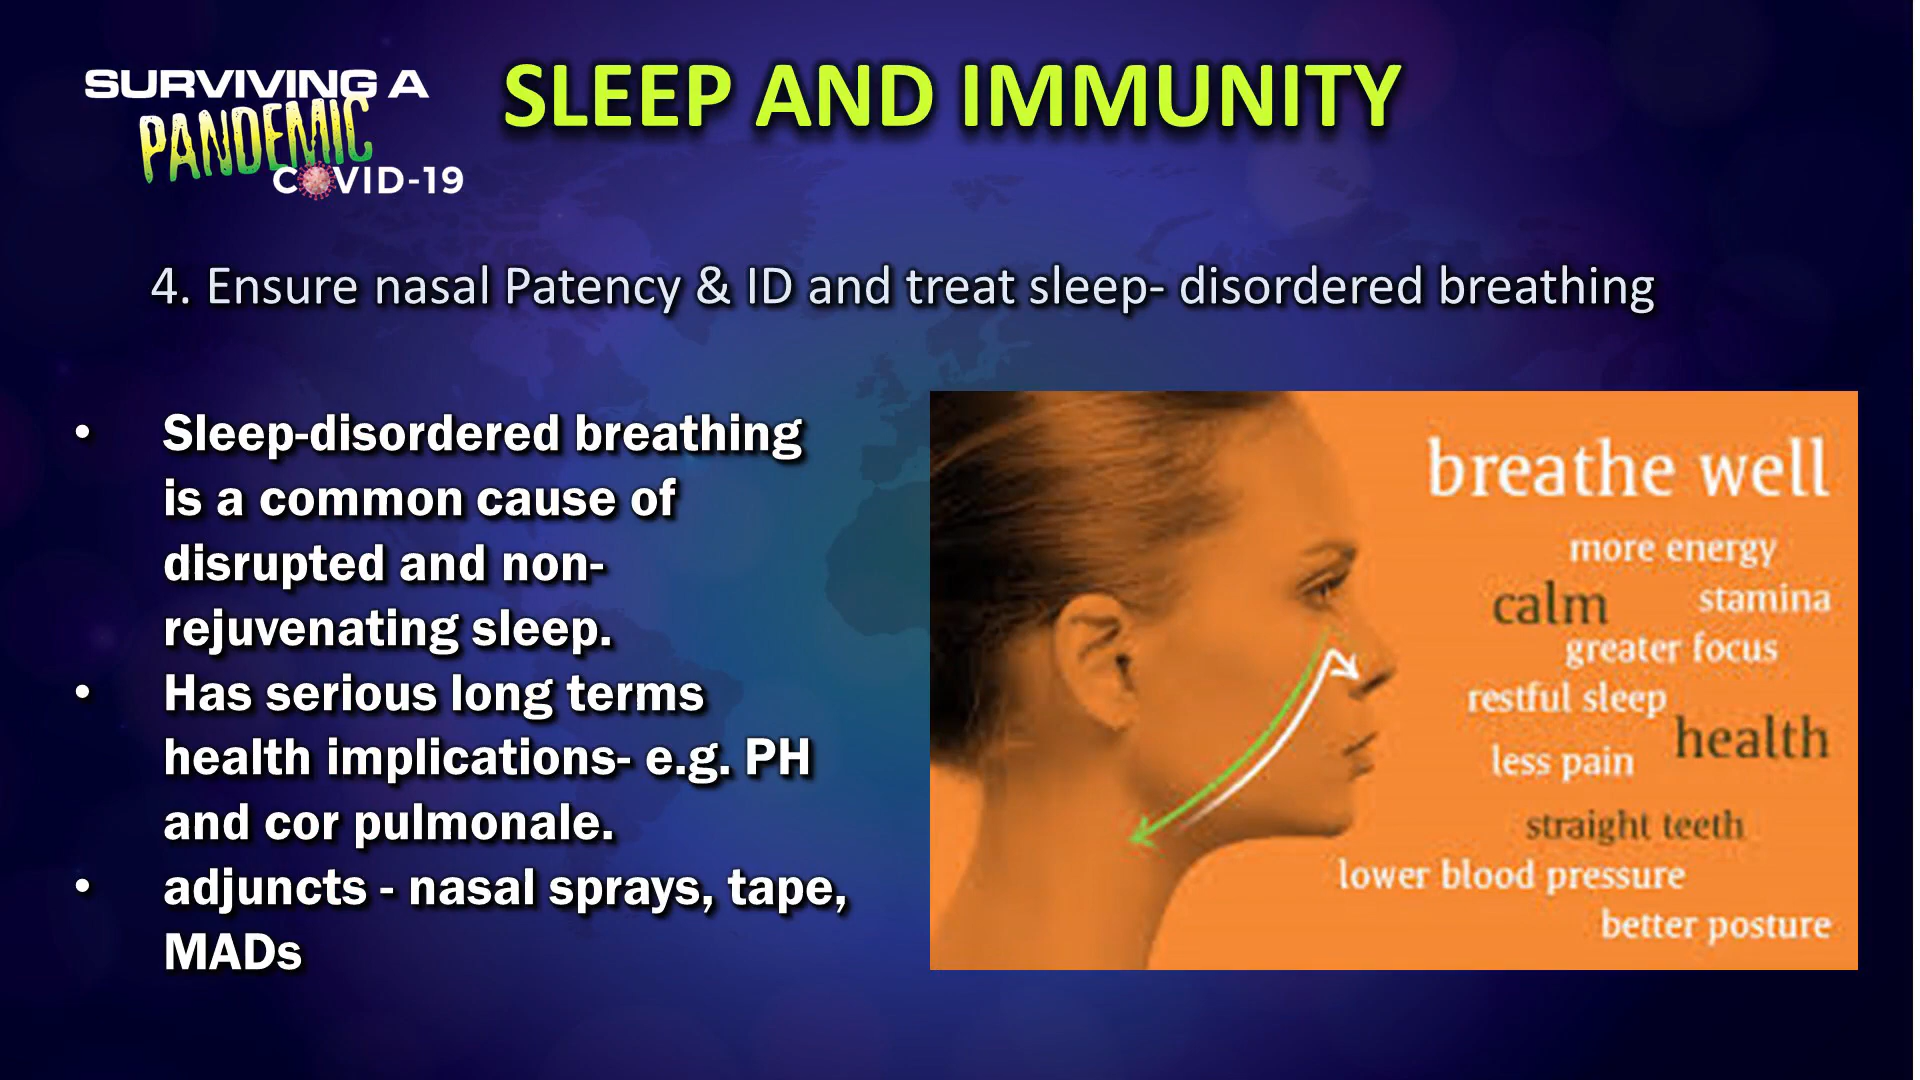 SURVIVING A
PANDEMIC
COVID-19
SLEEP AND IMMUNITY
4. Ensure nasal Patency & ID and treat sleep- disordered breathing
• Sleep-disordered breathing
is a common cause of
disrupted and non-
rejuvenating sleep.
• Has serious long terms
health implications- e.g. PH
and cor pulmonale.
• adjuncts - nasal sprays, tape,
MADs
breathe well
more energy
calm stamina
greater focus
restful sleep
health
less pain
straight teeth
lower blood pressure
better posture